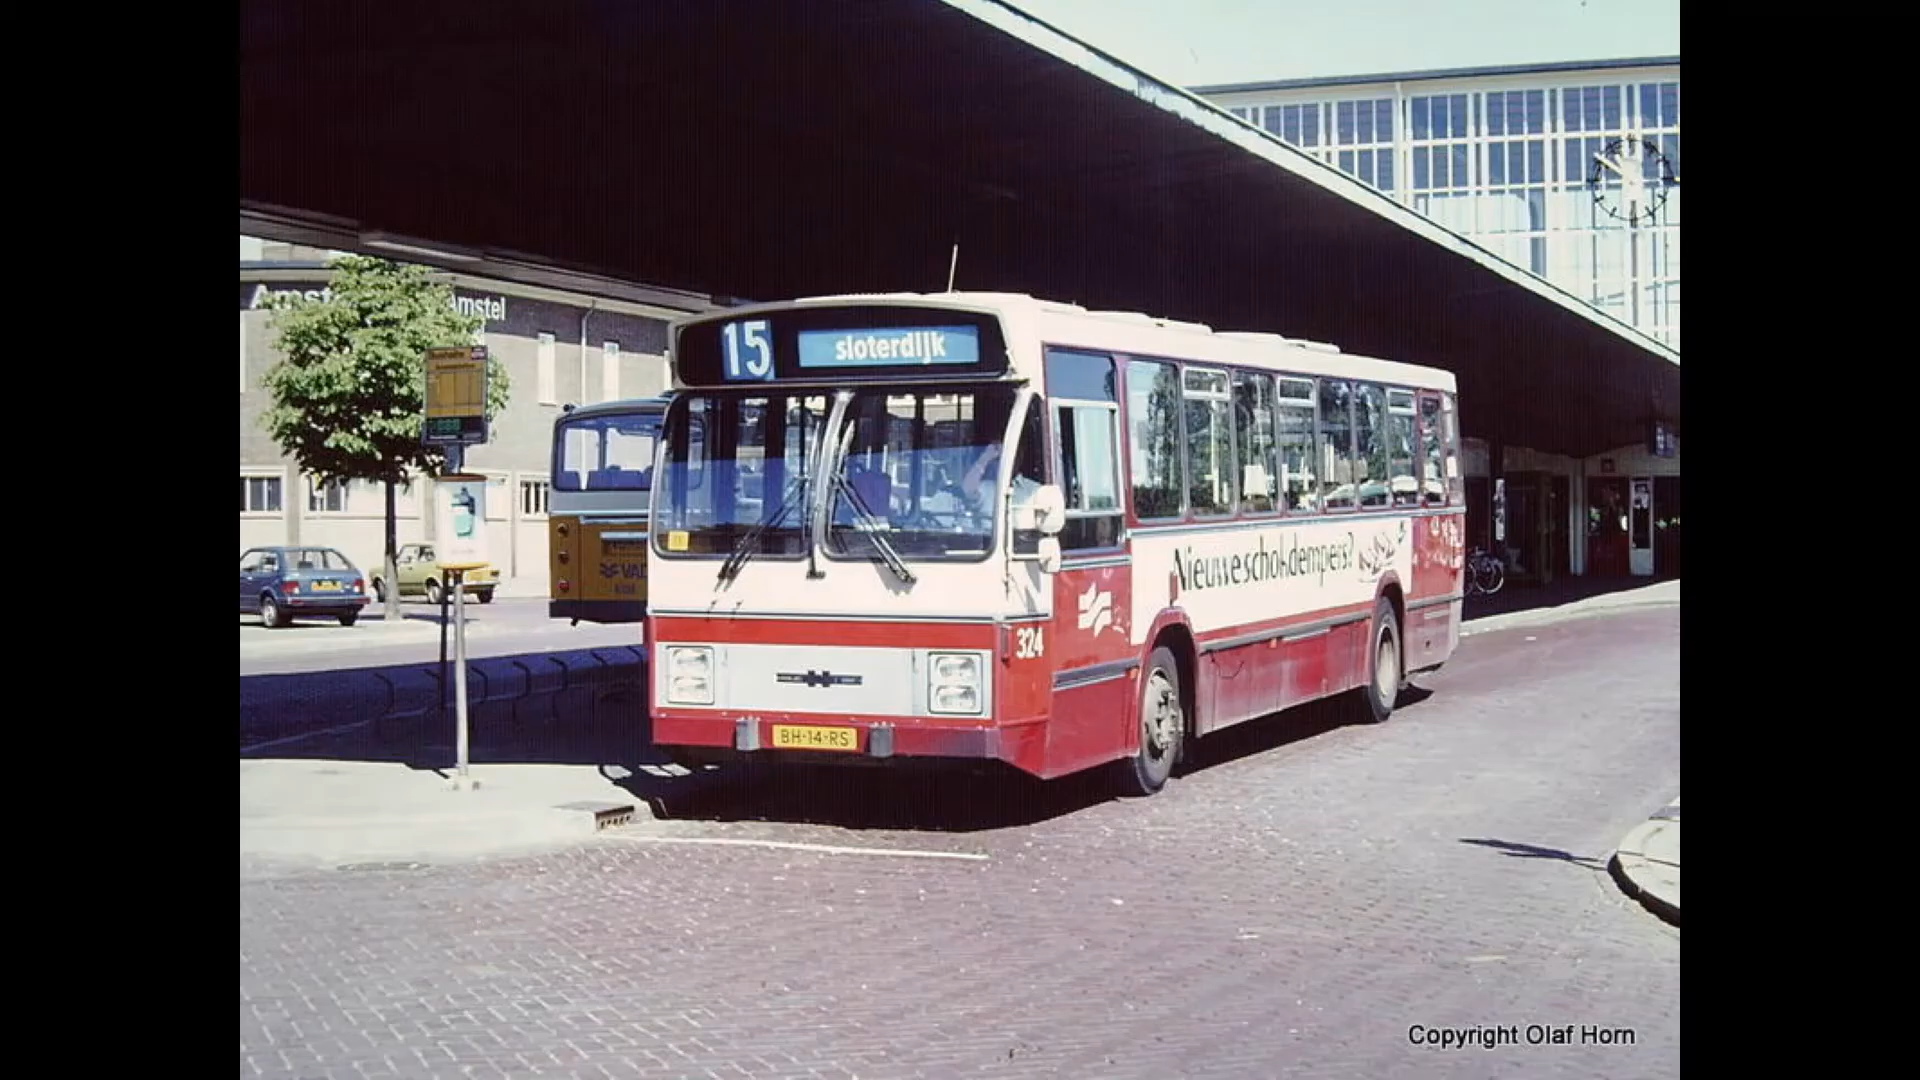 Amstel
15 sloterdijk
Nieuwe schokdempers?
324
BH-14-RS
Copyright Olaf Horn